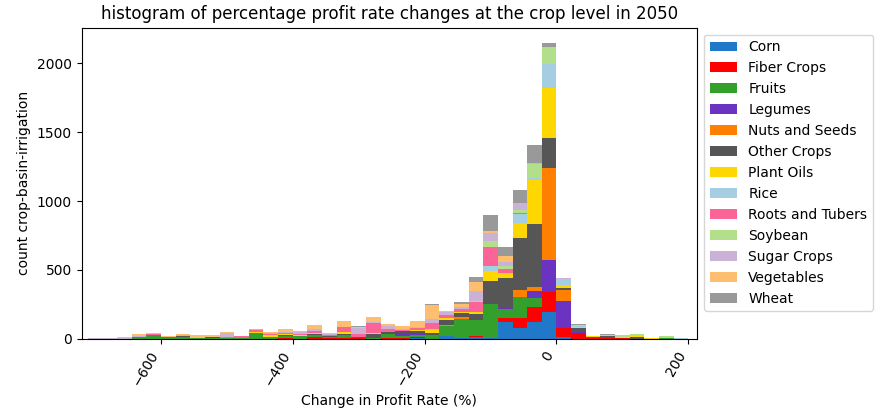 histogram of percentage profit rate changes at the crop level in 2050
count crop-basin-irrigation
2000
1500
1000
500
0
−600
−400
−200
0
200
Change in Profit Rate (%)
Corn
Fiber Crops
Fruits
Legumes
Nuts and Seeds
Other Crops
Plant Oils
Rice
Roots and Tubers
Soybean
Sugar Crops
Vegetables
Wheat